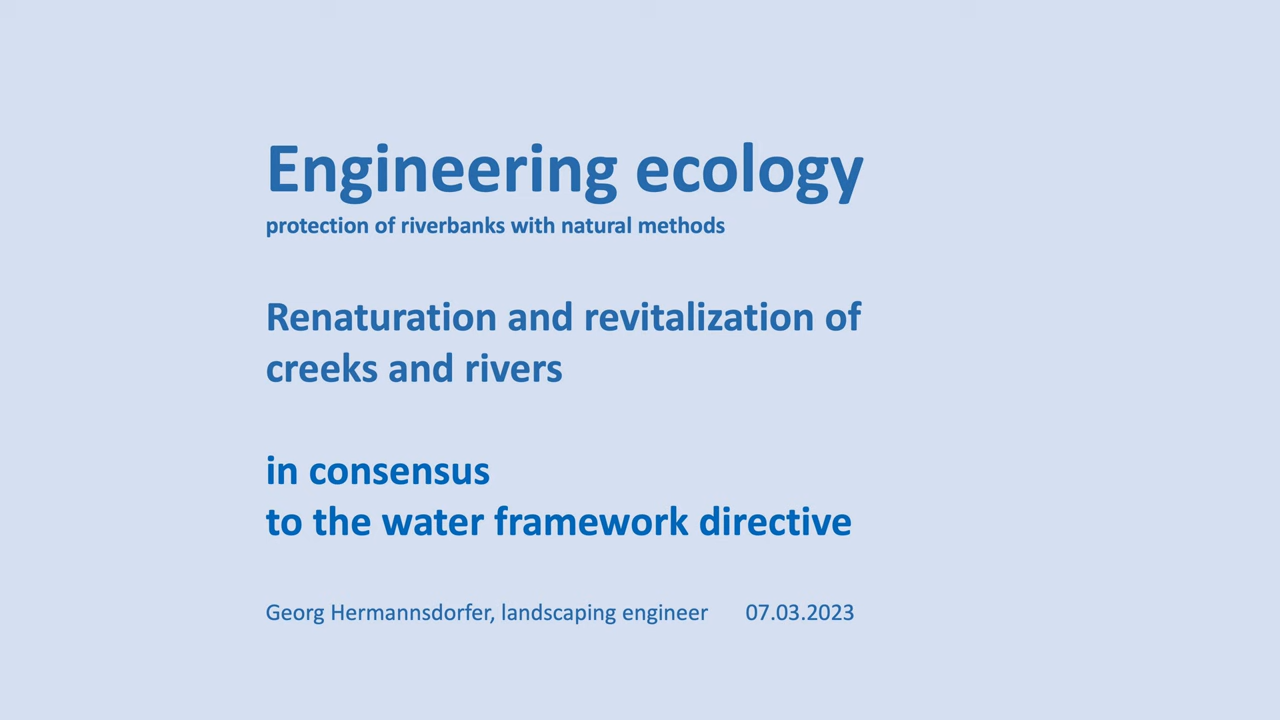 Engineering ecology
protection of riverbanks with natural methods
Renaturation and revitalization of
creeks and rivers
in consensus
to the water framework directive
Georg Hermannsdorfer, landscaping engineer 07.03.2023